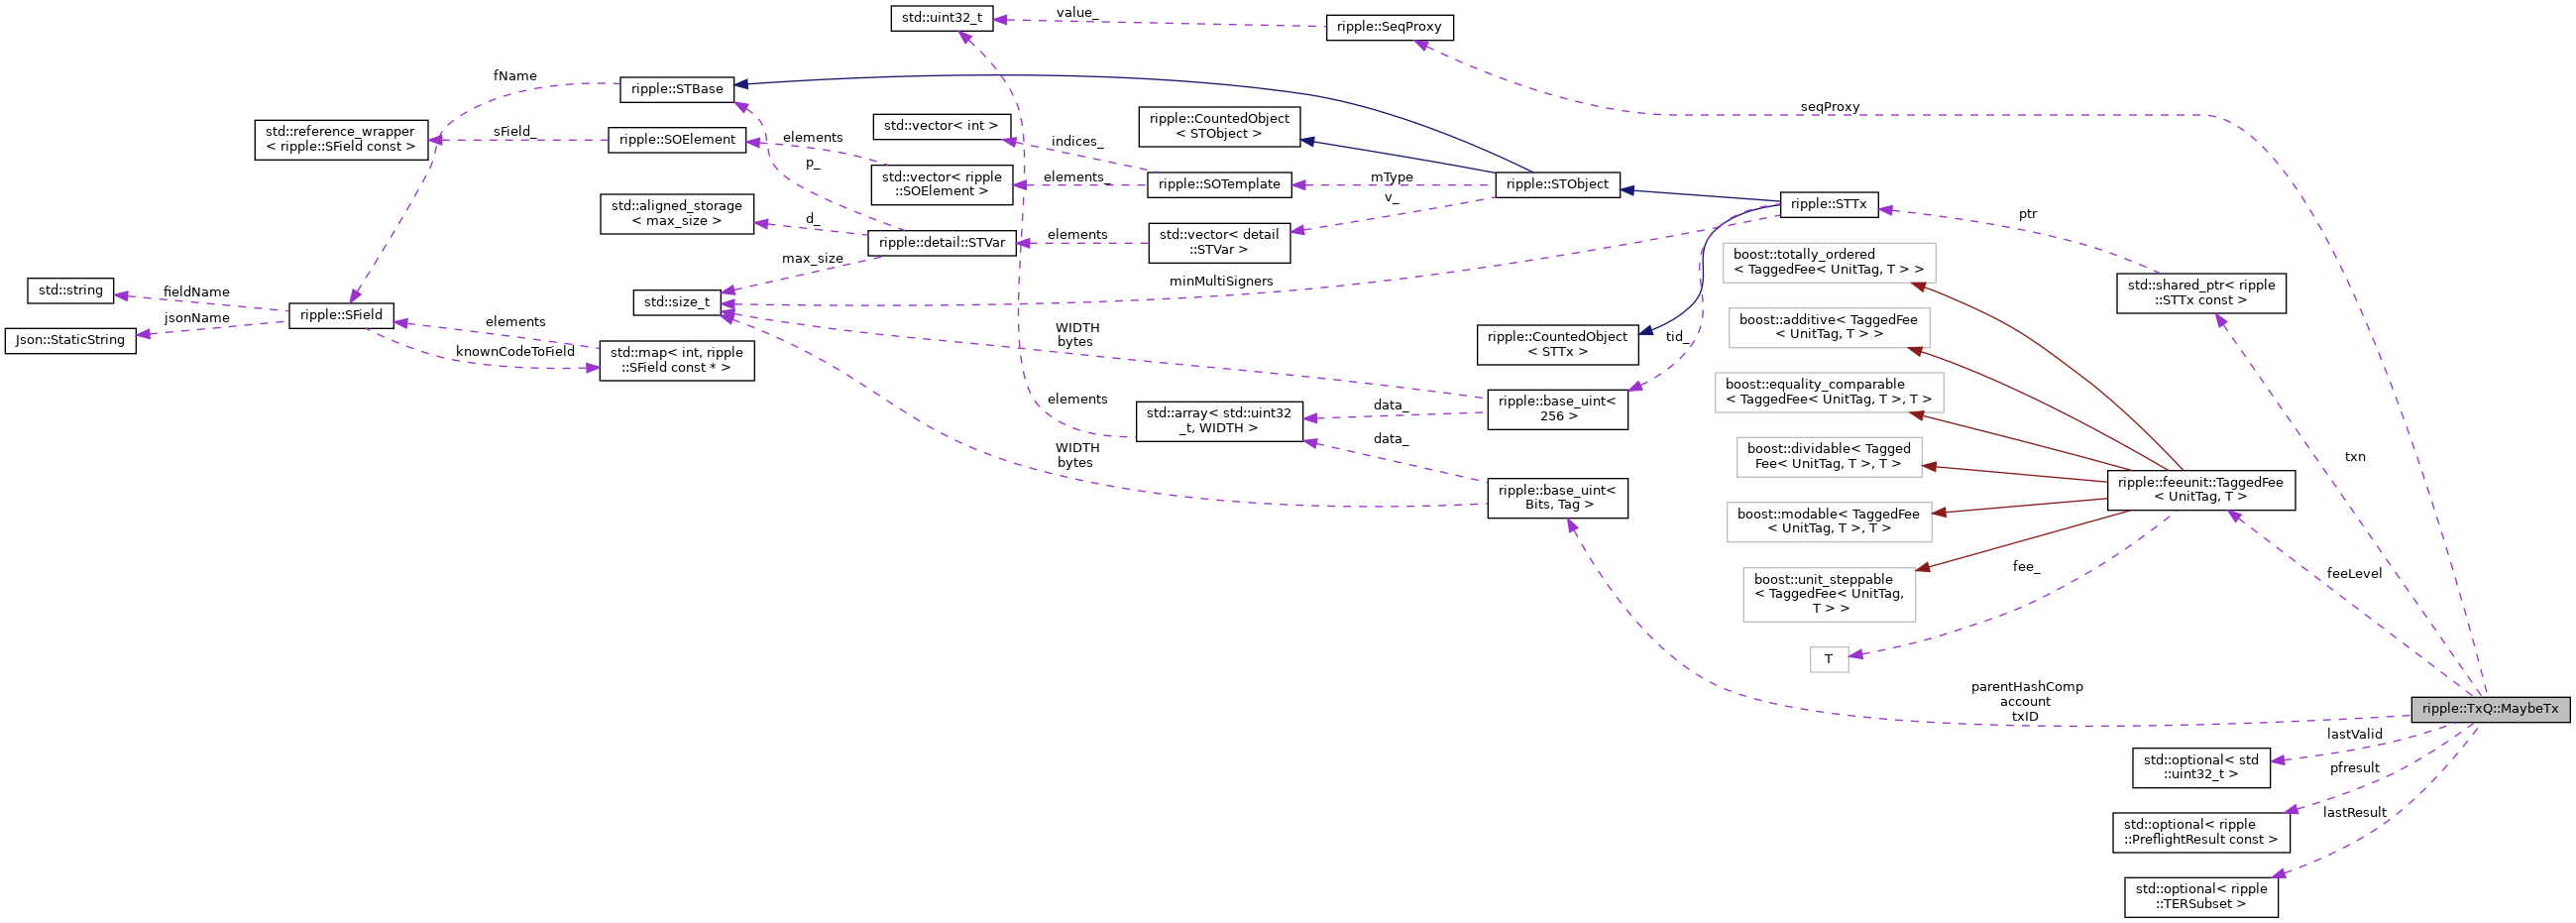 std::uint32_t
value_
ripple::SeqProxy
fName
ripple::STBase
seqProxy
std::reference_wrapper
< ripple::SField const >
sField_
ripple::SOElement
elements
p_
std::vector< int >
ripple::CountedObject
< STObject >
indices_
std::vector< ripple
::SOElement >
elements_
ripple::SOTemplate
mType
v_
ripple::STObject
ripple::STTx
ptr
std::aligned_storage
< max_size >
d_
ripple::detail::STVar
elements
std::vector< detail
::STVar >
max_size
boost::totally_ordered
< TaggedFee< UnitTag, T > >
std::string
fieldName
jsonName
Json::StaticString
ripple::SField
elements
knownCodeToField
std::size_t
minMultiSigners
std::shared_ptr< ripple
::STTx const >
boost::additive< TaggedFee
< UnitTag, T > >
WIDTH
bytes
ripple::CountedObject
< STTx >
tid_
std::map< int, ripple
::SField const * >
boost::equality_comparable
< TaggedFee< UnitTag, T >, T >
elements
std::array< std::uint32
_t, WIDTH >
data_
ripple::base_uint<
256 >
data_
WIDTH
bytes
boost::dividable< Tagged
Fee< UnitTag, T >, T >
txn
ripple::base_uint<
Bits, Tag >
ripple::feeunit::TaggedFee
< UnitTag, T >
boost::modable< TaggedFee
< UnitTag, T >, T >
fee_
feeLevel
boost::unit_steppable
< TaggedFee< UnitTag,
T > >
T
parentHashComp
account
txID
ripple::TxQ::MaybeTx
lastValid
std::optional< std
::uint32_t >
pfresult
std::optional< ripple
::PreflightResult const >
lastResult
std::optional< ripple
::TERSubset >